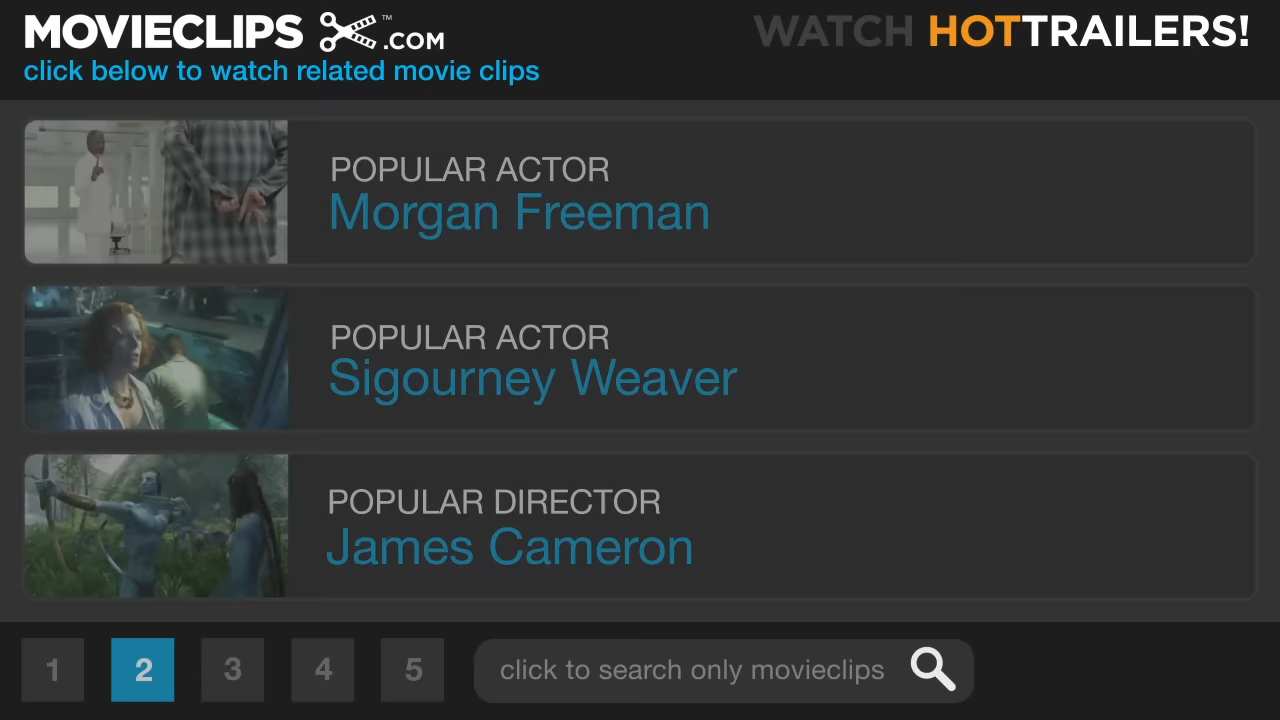 MOVIECLIPS ™ .COM
WATCH HOTTRAILERS!
click below to watch related movie clips
POPULAR ACTOR
Morgan Freeman
POPULAR ACTOR
Sigourney Weaver
POPULAR DIRECTOR
James Cameron
1 2 3 4 5 click to search only movieclips